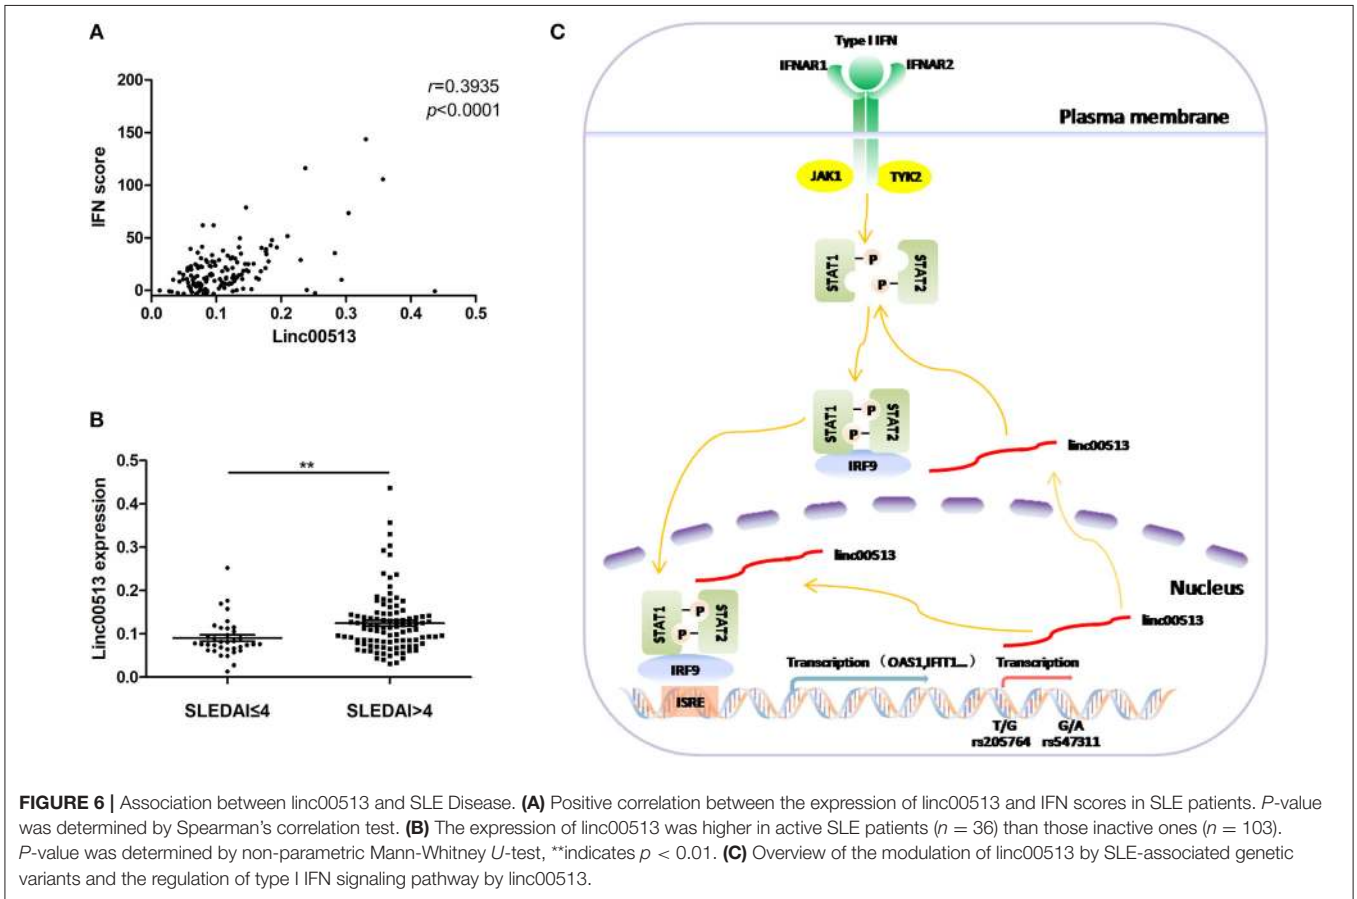 A
200
150
100
50
0
IFN score
r=0.3935
p<0.0001
0.0 0.1 0.2 0.3 0.4 0.5
Linc00513
B
0.5
0.4
0.3
0.2
0.1
0.0
Linc00513 expression
**
SLEDAI≤4 SLEDAI>4
C
Type I IFN
IFNAR1 IFNAR2
Plasma membrane
JAK1 TYK2
STAT1 P P STAT2
STAT1 P P STAT2
IRF9
linc00513
linc00513
Nucleus
STAT1 P P STAT2
IRF9
linc00513
Transcription (OAS1,IFIT1...) Transcription
ISRE
T/G G/A
rs205764 rs547311
FIGURE 6 | Association between linc00513 and SLE Disease. (A) Positive correlation between the expression of linc00513 and IFN scores in SLE patients. P-value
was determined by Spearman's correlation test. (B) The expression of linc00513 was higher in active SLE patients (n = 36) than those inactive ones (n = 103).
P-value was determined by non-parametric Mann-Whitney U-test, **indicates p < 0.01. (C) Overview of the modulation of linc00513 by SLE-associated genetic
variants and the regulation of type I IFN signaling pathway by linc00513.